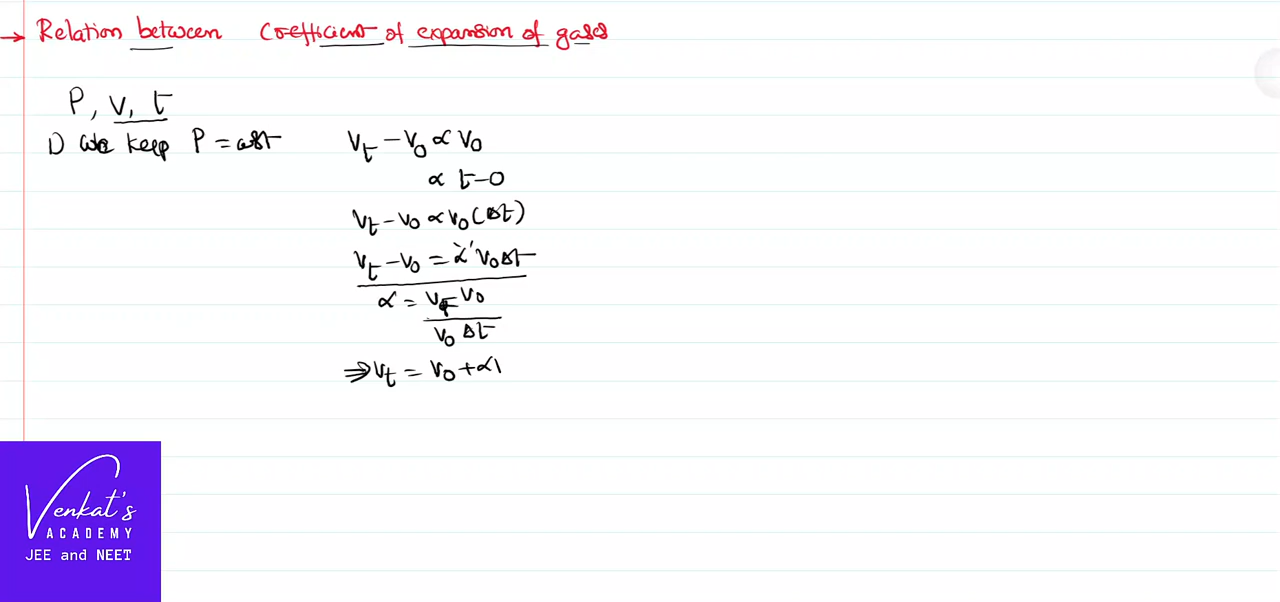 → Relation between Coefficient of expansion of gases
P, V, t
1) we keep P = cost
Vt – V0 ∝ V0
∝ t–0
Vt – V0 ∝ V0 (Δt)
Vt – V0 = α' V0 Δt
α = Vt – V0 / V0 Δt
⇒ Vt = V0 + α
Venkat's
ACADEMY
JEE and NEET